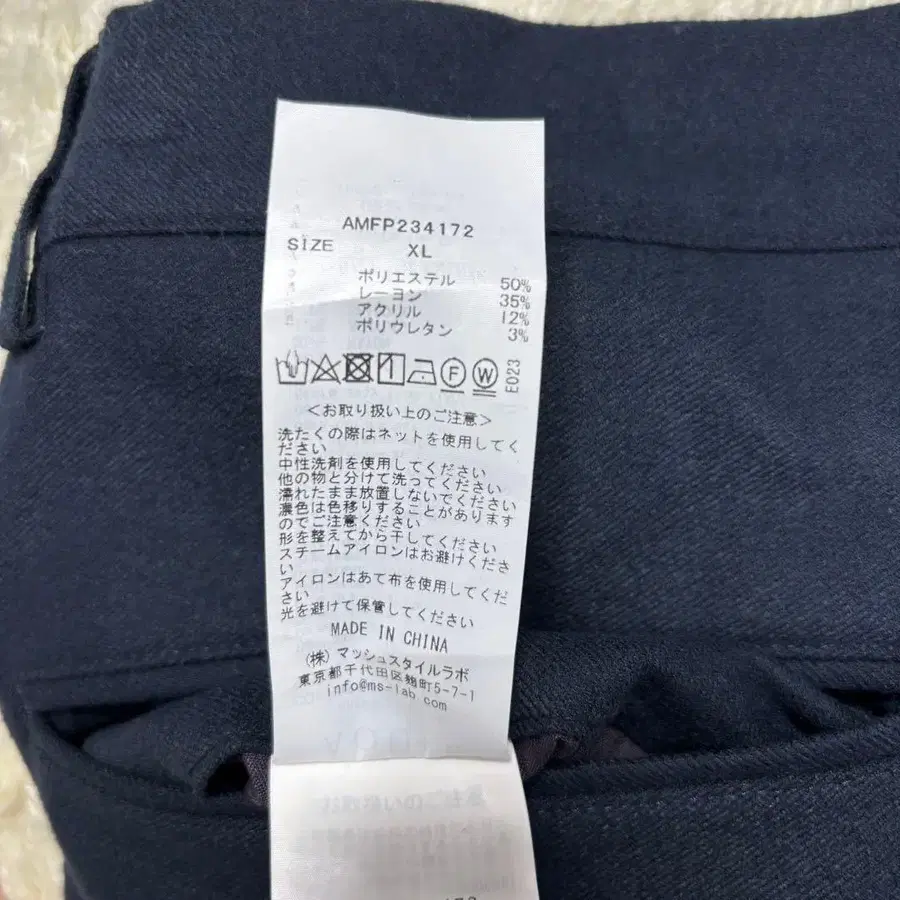 AMFP234172
SIZE XL
ポリエステル 50%
レーヨン 35%
アクリル 12%
ポリウレタン 3%
F W E023
<お取り扱い上のご注意>
洗たくの際はネットを使用してく
ださい
中性洗剤を使用してください
他の物と分けて洗ってください
濡れたまま放置しないでください
濃色は色移りすることがあります
のでご注意ください
形を整えてから干してください
スチームアイロンはお避けくださ
い
アイロンはあて布を使用してくだ
さい
光を避けて保管してください
MADE IN CHINA
(株)マッシュスタイルラボ
東京都千代田区麹町5-7-1
info@ms-lab.com